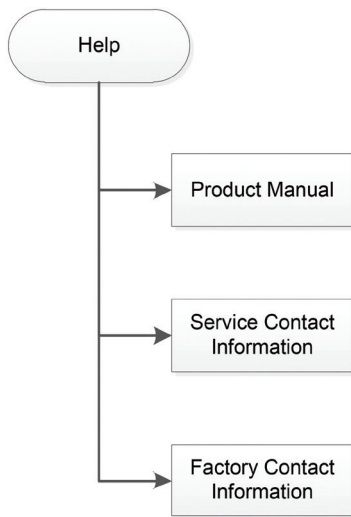 Help
Product Manual
Service Contact
Information
Factory Contact
Information